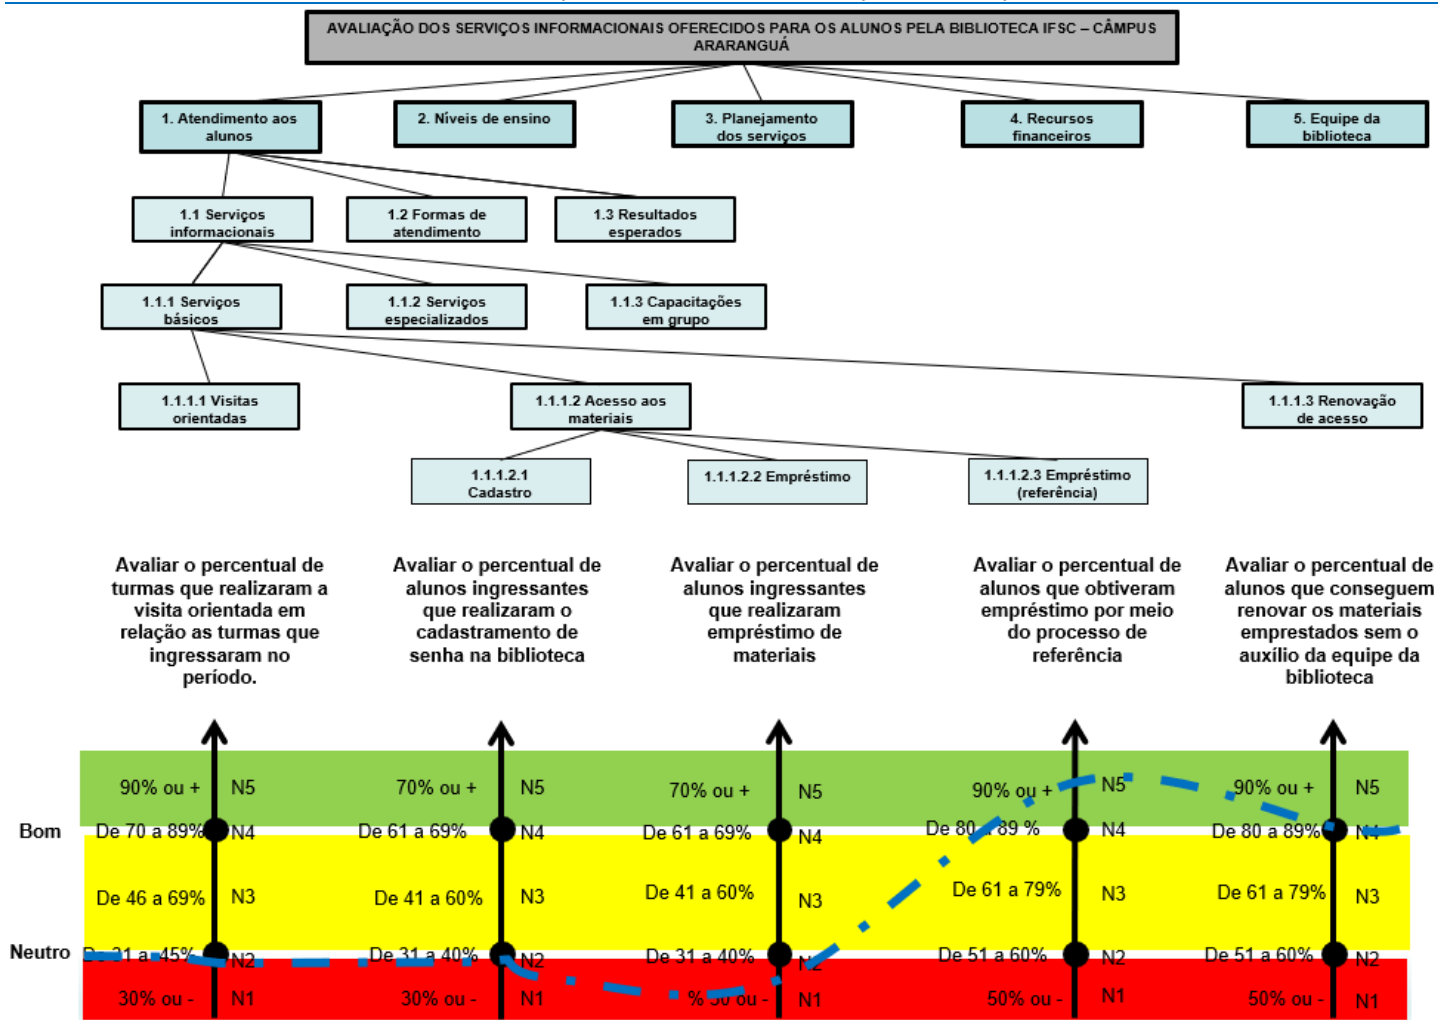 AVALIAÇÃO DOS SERVIÇOS INFORMACIONAIS OFERECIDOS PARA OS ALUNOS PELA BIBLIOTECA IFSC – CÂMPUS
ARARANGUÁ
1. Atendimento aos
alunos
2. Níveis de ensino
3. Planejamento
dos serviços
4. Recursos
financeiros
5. Equipe da
biblioteca
1.1 Serviços
informacionais
1.2 Formas de
atendimento
1.3 Resultados
esperados
1.1.1 Serviços
básicos
1.1.2 Serviços
especializados
1.1.3 Capacitações
em grupo
1.1.1.1 Visitas
orientadas
1.1.1.2 Acesso aos
materiais
1.1.1.3 Renovação
de acesso
1.1.1.2.1
Cadastro
1.1.1.2.2 Empréstimo
1.1.1.2.3 Empréstimo
(referência)
Avaliar o percentual de
turmas que realizaram a
visita orientada em
relação as turmas que
ingressaram no
período.
Avaliar o percentual de
alunos ingressantes
que realizaram o
cadastramento de
senha na biblioteca
Avaliar o percentual de
alunos ingressantes
que realizaram
empréstimo de
materiais
Avaliar o percentual de
alunos que obtiveram
empréstimo por meio
do processo de
referência
Avaliar o percentual de
alunos que conseguem
renovar os materiais
emprestados sem o
auxílio da equipe da
biblioteca
90% ou + N5 70% ou + N5 70% ou + N5 90% ou + N5 90% ou + N5
Bom De 70 a 89% N4 De 61 a 69% N4 De 61 a 69% N4 De 80 a 89 % N4 De 80 a 89% N4
De 46 a 69% N3 De 41 a 60% N3 De 41 a 60% N3 De 61 a 79% N3 De 61 a 79% N3
Neutro De 31 a 45% N2 De 31 a 40% N2 De 31 a 40% N2 De 51 a 60% N2 De 51 a 60% N2
30% ou - N1 30% ou - N1 % 30 ou - N1 50% ou - N1 50% ou - N1